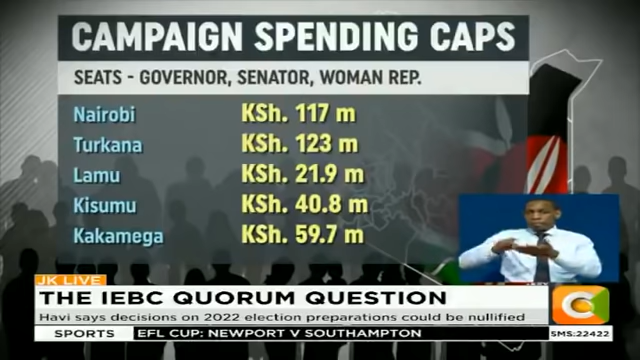 CAMPAIGN SPENDING CAPS
SEATS - GOVERNOR, SENATOR, WOMAN REP.
Nairobi KSh. 117 m
Turkana KSh. 123 m
Lamu KSh. 21.9 m
Kisumu KSh. 40.8 m
Kakamega KSh. 59.7 m
JK LIVE
THE IEBC QUORUM QUESTION
Havi says decisions on 2022 election preparations could be nullified
SPORTS EFL CUP: NEWPORT V SOUTHAMPTON
SMS:22422